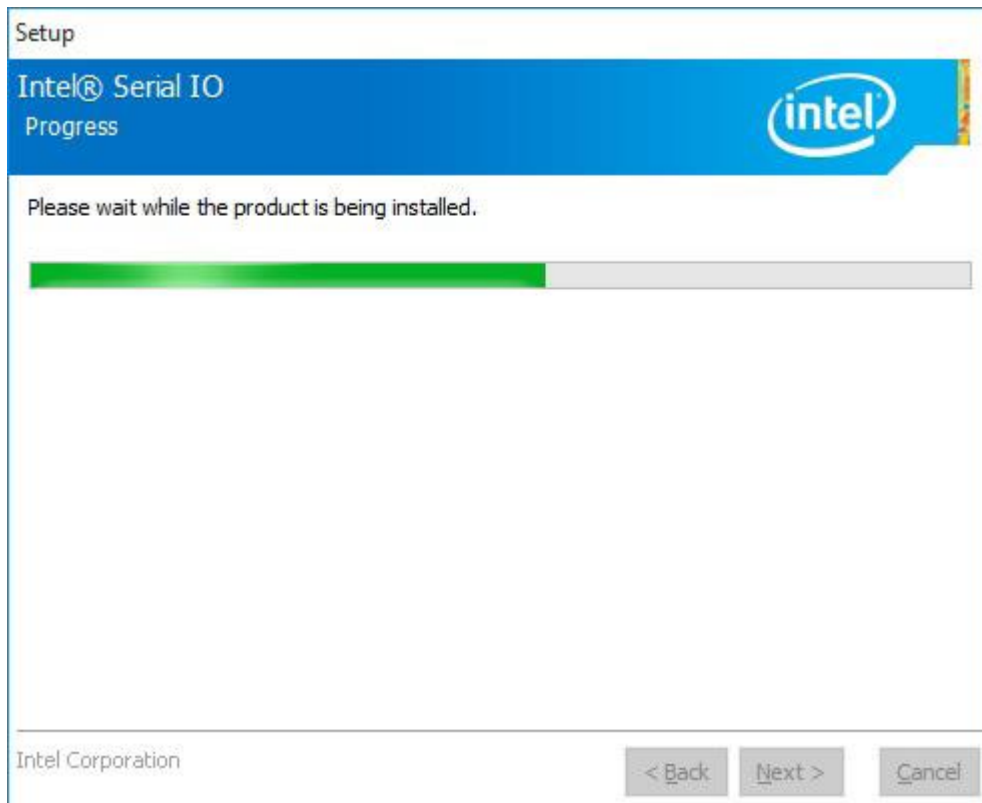 Setup
Intel® Serial IO
Progress
intel
Please wait while the product is being installed.
Intel Corporation
< Back
Next >
Cancel